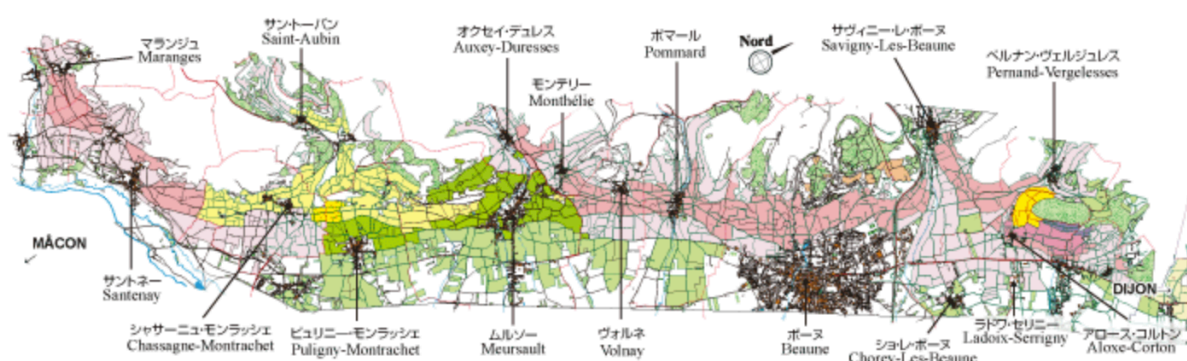 マランジュ
Maranges
サン・トーバン
Saint-Aubin
オクセイ・デュレス
Auxey-Duresses
モンテリー
Monthélie
ポマール
Pommard
Nord
サヴィニー・レ・ボーヌ
Savigny-Les-Beaune
ペルナン・ヴェルジュレス
Pernand-Vergelesses
MÂCON
DIJON
サントネー
Santenay
シャサーニュ・モンラッシェ
Chassagne-Montrachet
ピュリニー・モンラッシェ
Puligny-Montrachet
ムルソー
Meursault
ヴォルネ
Volnay
ボーヌ
Beaune
ショレ・ボーヌ
Chorey-Les-Beaune
ラドワ・セリニー
Ladoix-Serrigny
アロース・コルトン
Aloxe-Corton